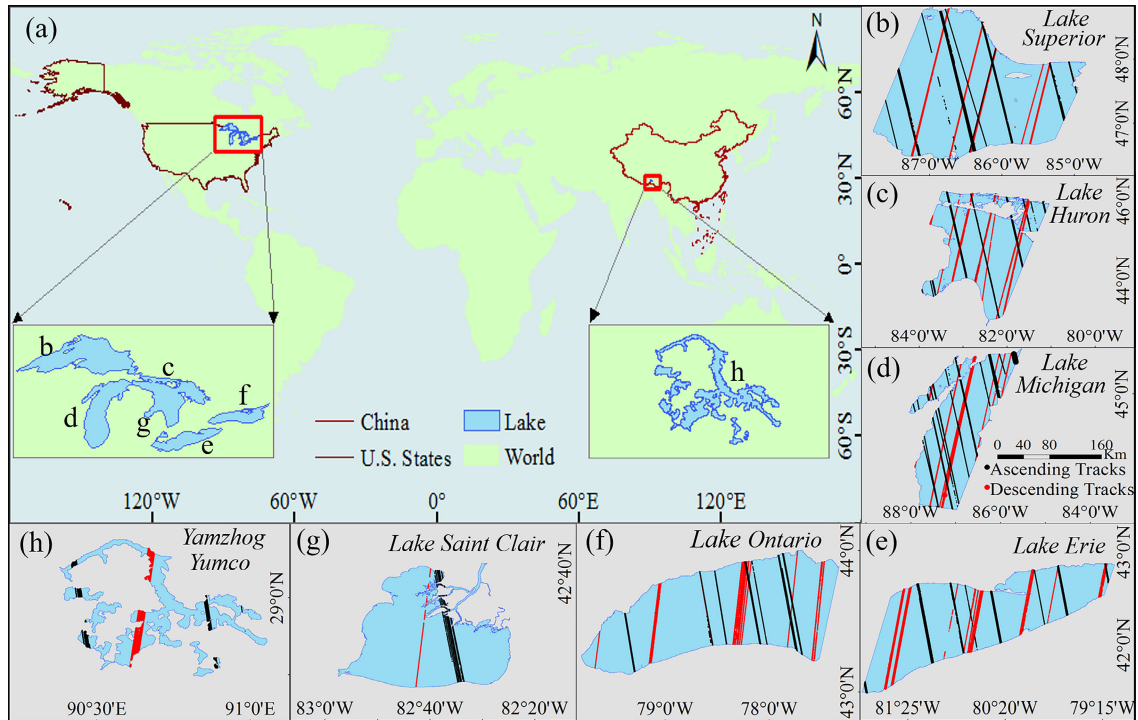 (a)
N
60°N
30°N
0°
30°S
60°S
b
c
d
g
f
e
h
China
U.S. States
Lake
World
120°W
60°W
0°
60°E
120°E
(b)
Lake
Superior
48°0'N
47°0'N
87°0'W
86°0'W
85°0'W
(c)
Lake
Huron
46°0'N
44°0'N
84°0'W
82°0'W
80°0'W
(d)
Lake
Michigan
45°0'N
0 40 80 160
Km
Ascending Tracks
Descending Tracks
88°0'W
86°0'W
84°0'W
(h)
Yamzhog
Yumco
29°0'N
90°30'E
91°0'E
(g)
Lake Saint Clair
42°40'N
83°0'W
82°40'W
82°20'W
(f)
Lake Ontario
44°0'N
43°0'N
79°0'W
78°0'W
(e)
Lake Erie
43°0'N
42°0'N
81°25'W
80°20'W
79°15'W